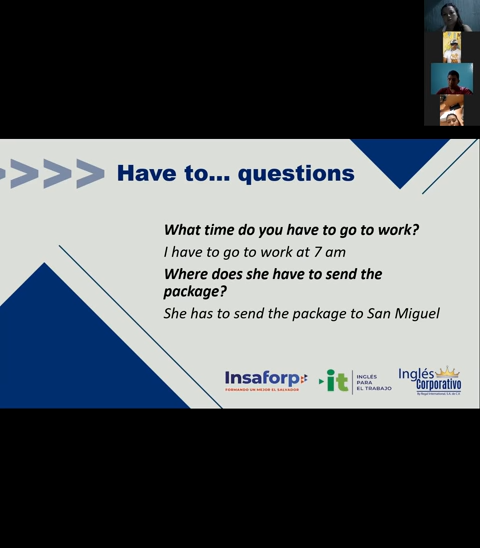 >>>> Have to... questions
What time do you have to go to work?
I have to go to work at 7 am
Where does she have to send the
package?
She has to send the package to San Miguel
Insaforp
FORMANDO UN MEJOR EL SALVADOR
it
INGLÉS
PARA
EL TRABAJO
Inglés
Corporativo